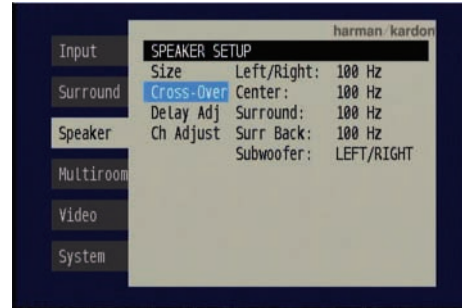 harman/kardon
Input
Surround
Speaker
Multiroom
Video
System
SPEAKER SETUP
Size
Cross-Over
Delay Adj
Ch Adjust
Left/Right: 100 Hz
Center: 100 Hz
Surround: 100 Hz
Surr Back: 100 Hz
Subwoofer: LEFT/RIGHT